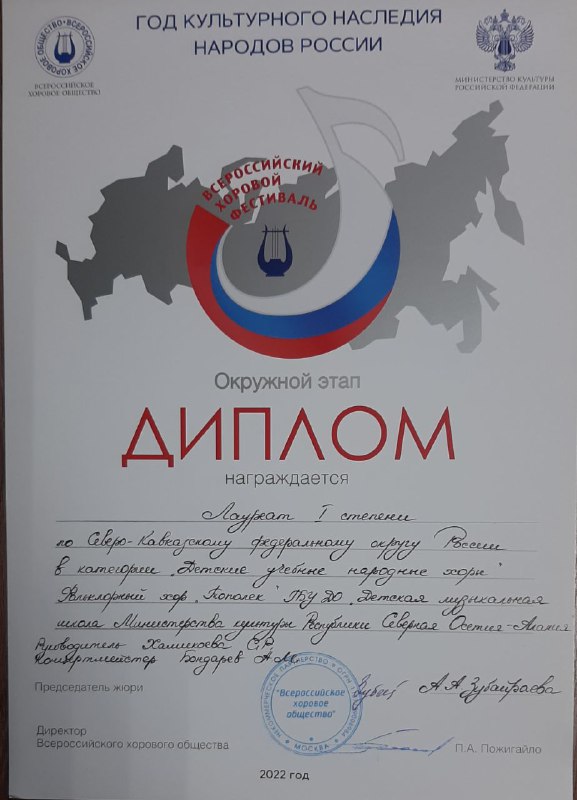 ГОД КУЛЬТУРНОГО НАСЛЕДИЯ
НАРОДОВ РОССИИ
ВСЕРОССИЙСКОЕ
ХОРОВОЕ ОБЩЕСТВО
МИНИСТЕРСТВО КУЛЬТУРЫ
РОССИЙСКОЙ ФЕДЕРАЦИИ
ВСЕРОССИЙСКИЙ
ХОРОВОЙ
ФЕСТИВАЛЬ
Окружной этап
ДИПЛОМ
награждается
Лауреат I степени
по Северо-Кавказскому федеральному округу России
в категории "Детские учебные народные хоры"
Фольклорный хор "Тополек" ГБУ ДО "Детская музыкальная
школа Министерства культуры Республики Северная Осетия-Алания
Руководитель С.Р.
Концертмейстер Бондарев А.М.
Председатель жюри
А.А.
"Всероссийское
хоровое
общество"
МОСКВА
Директор
Всероссийского хорового общества
П.А. Пожигайло
2022 год